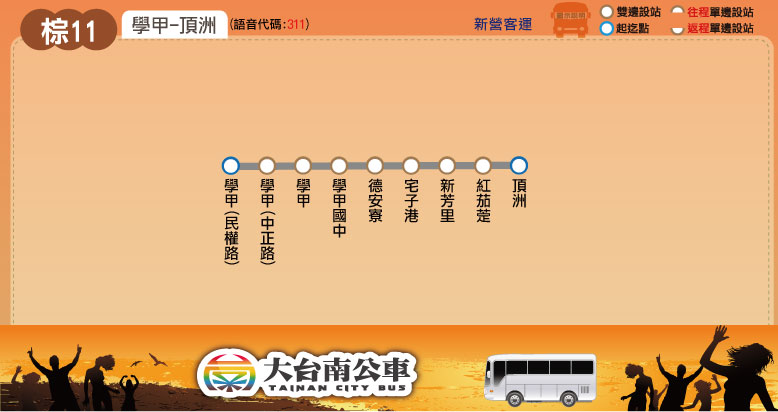 棕11
學甲-頂洲
(語音代碼:311)
新營客運
雙邊設站
往程單邊設站
起迄點
返程單邊設站
學甲(民權路)
學甲(中正路)
學甲
學甲國中
德安寮
宅子港
新芳里
紅茄萣
頂洲
大台南公車
TAINAN CITY BUS